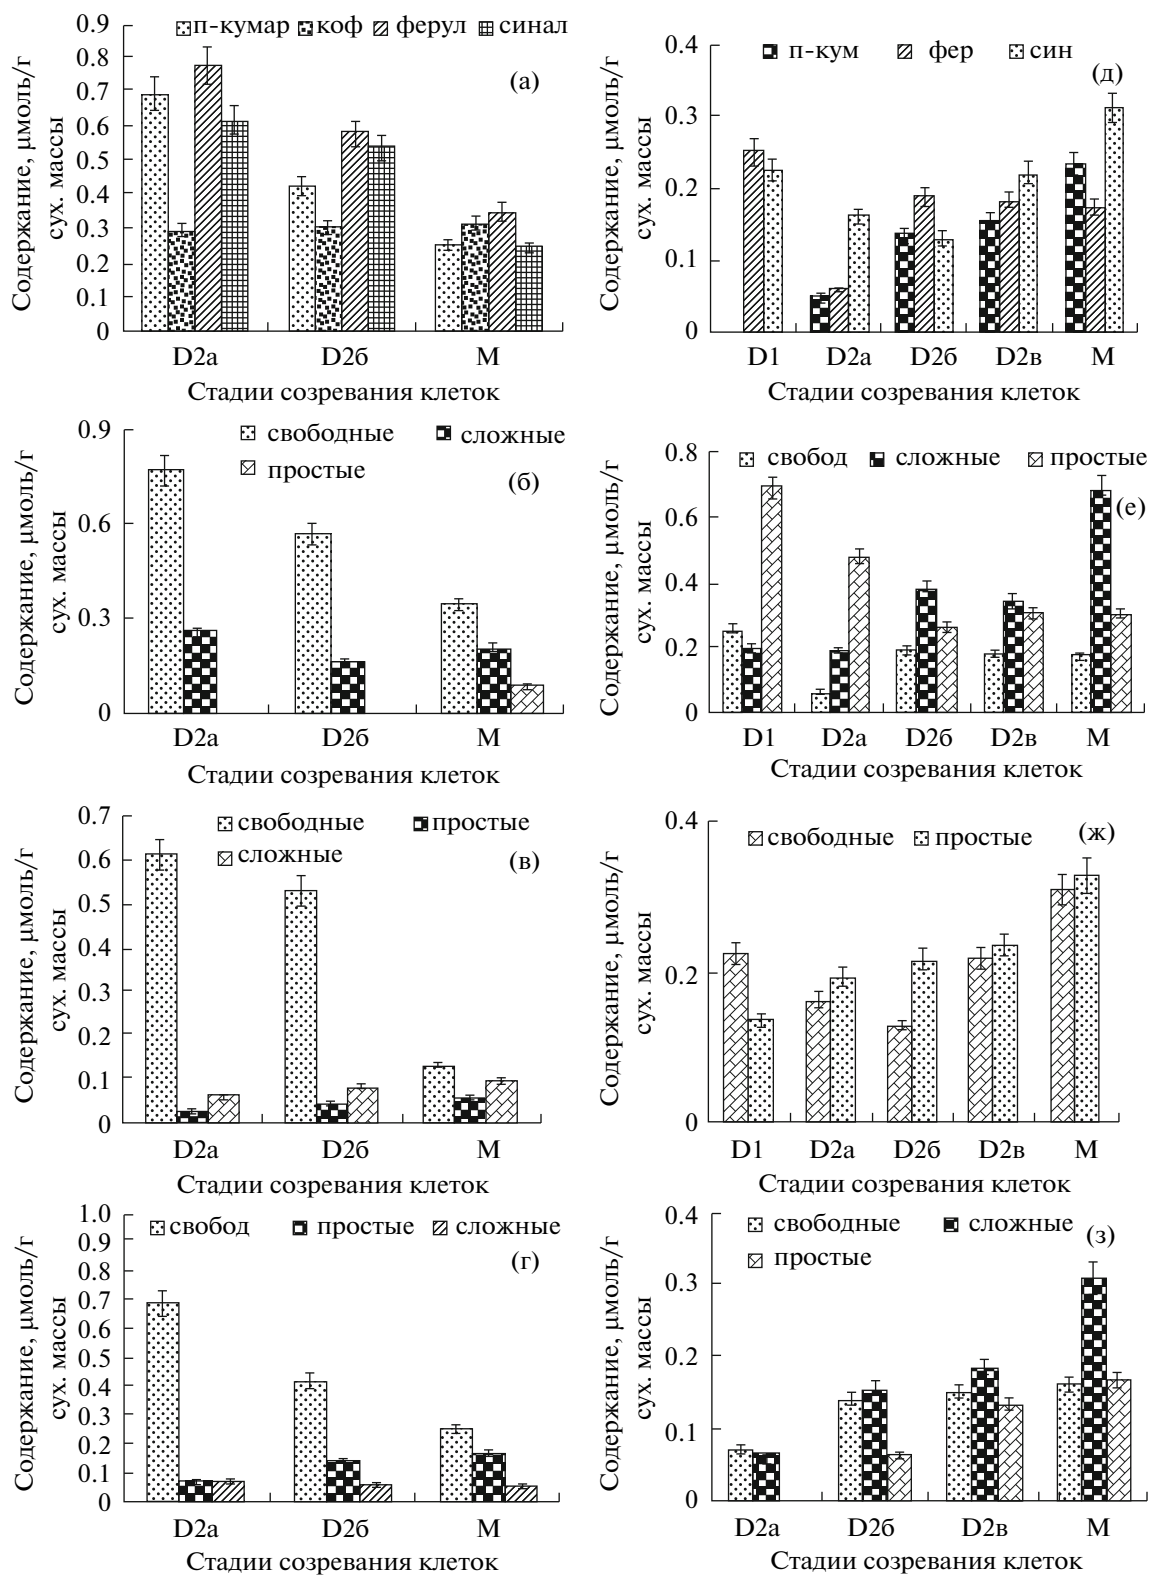 Содержание, μмоль/г
сух. массы
0.9
0.8
0.7
0.6
0.5
0.4
0.3
0.2
0.1
0
п-кумар коф ферул синал
(а)
D2а D2б М
Стадии созревания клеток
Содержание, μмоль/г
сух. массы
0.9
0.6
0.3
0
свободные сложные
простые
(б)
D2а D2б М
Стадии созревания клеток
Содержание, μмоль/г
сух. массы
0.7
0.6
0.5
0.4
0.3
0.2
0.1
0
свободные простые
сложные
(в)
D2а D2б М
Стадии созревания клеток
Содержание, μмоль/г
сух. массы
1.0
0.9
0.8
0.7
0.6
0.5
0.4
0.3
0.2
0.1
0
свобод простые сложные
(г)
D2а D2б М
Стадии созревания клеток
Содержание, μмоль/г
сух. массы
0.4
0.3
0.2
0.1
0
п-кум фер син
(д)
D1 D2а D2б D2в М
Стадии созревания клеток
Содержание, μмоль/г
сух. массы
0.8
0.6
0.4
0.2
0
свобод сложные простые
(е)
D1 D2а D2б D2в М
Стадии созревания клеток
Содержание, μмоль/г
сух. массы
0.4
0.2
0
свободные простые
(ж)
D1 D2а D2б D2в М
Стадии созревания клеток
Содержание, μмоль/г
сух. массы
0.4
0.3
0.2
0.1
0
свободные сложные
простые
(з)
D2а D2б D2в М
Стадии созревания клеток